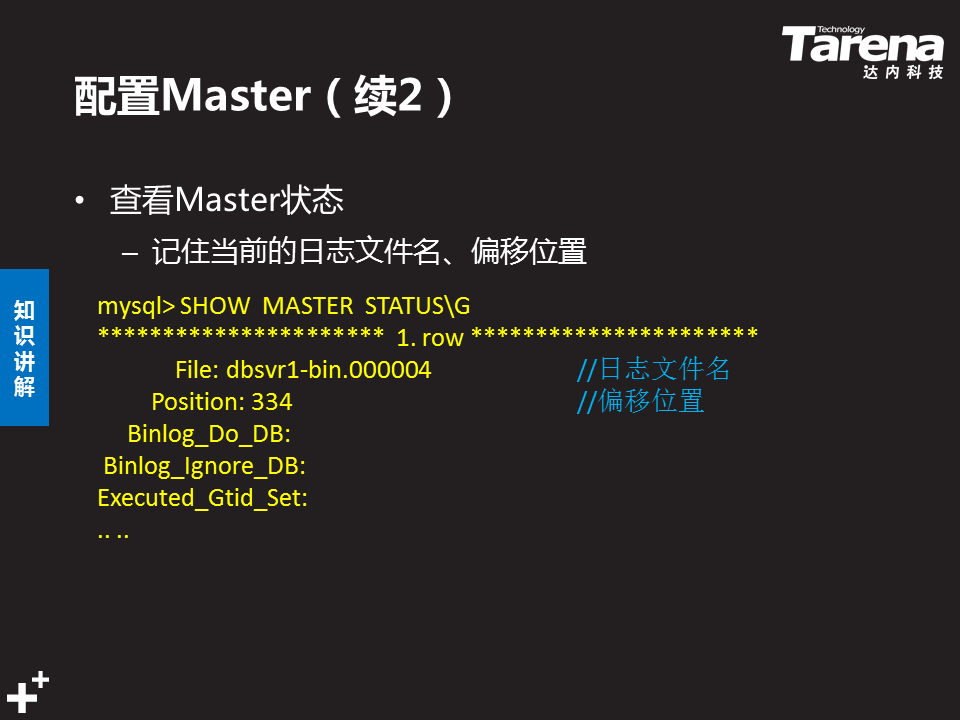 Technology
Tarena
达内科技
配置Master（续2）
• 查看Master状态
– 记住当前的日志文件名、偏移位置
知识讲解
mysql> SHOW MASTER STATUS\G
********************** 1. row **********************
File: dbsvr1-bin.000004 //日志文件名
Position: 334 //偏移位置
Binlog_Do_DB:
Binlog_Ignore_DB:
Executed_Gtid_Set:
.. ..